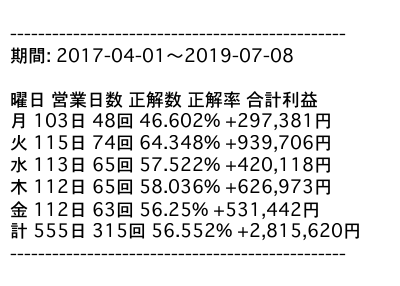 ------------------------------------------------
期間: 2017-04-01〜2019-07-08
曜日 営業日数 正解数 正解率 合計利益
月 103日 48回 46.602% +297,381円
火 115日 74回 64.348% +939,706円
水 113日 65回 57.522% +420,118円
木 112日 65回 58.036% +626,973円
金 112日 63回 56.25% +531,442円
計 555日 315回 56.552% +2,815,620円
------------------------------------------------